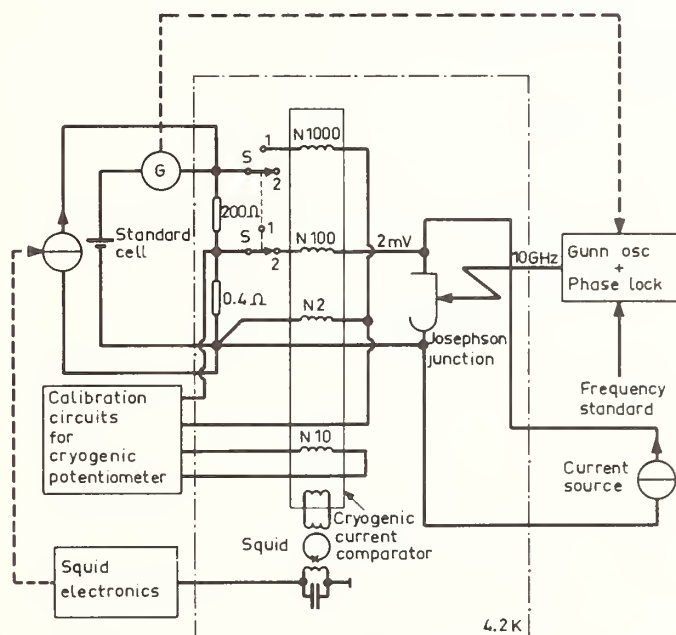 1
N1000
S
2
G
200Ω
1
Standard
cell
S
2
N100
2mV
10GHz
Gunn osc
+
Phase lock
0.4Ω
N2
Josephson
junction
Frequency
standard
Calibration
circuits
for
cryogenic
potentiometer
N10
Current
source
Cryogenic
current
comparator
Squid
Squid
electronics
4.2K